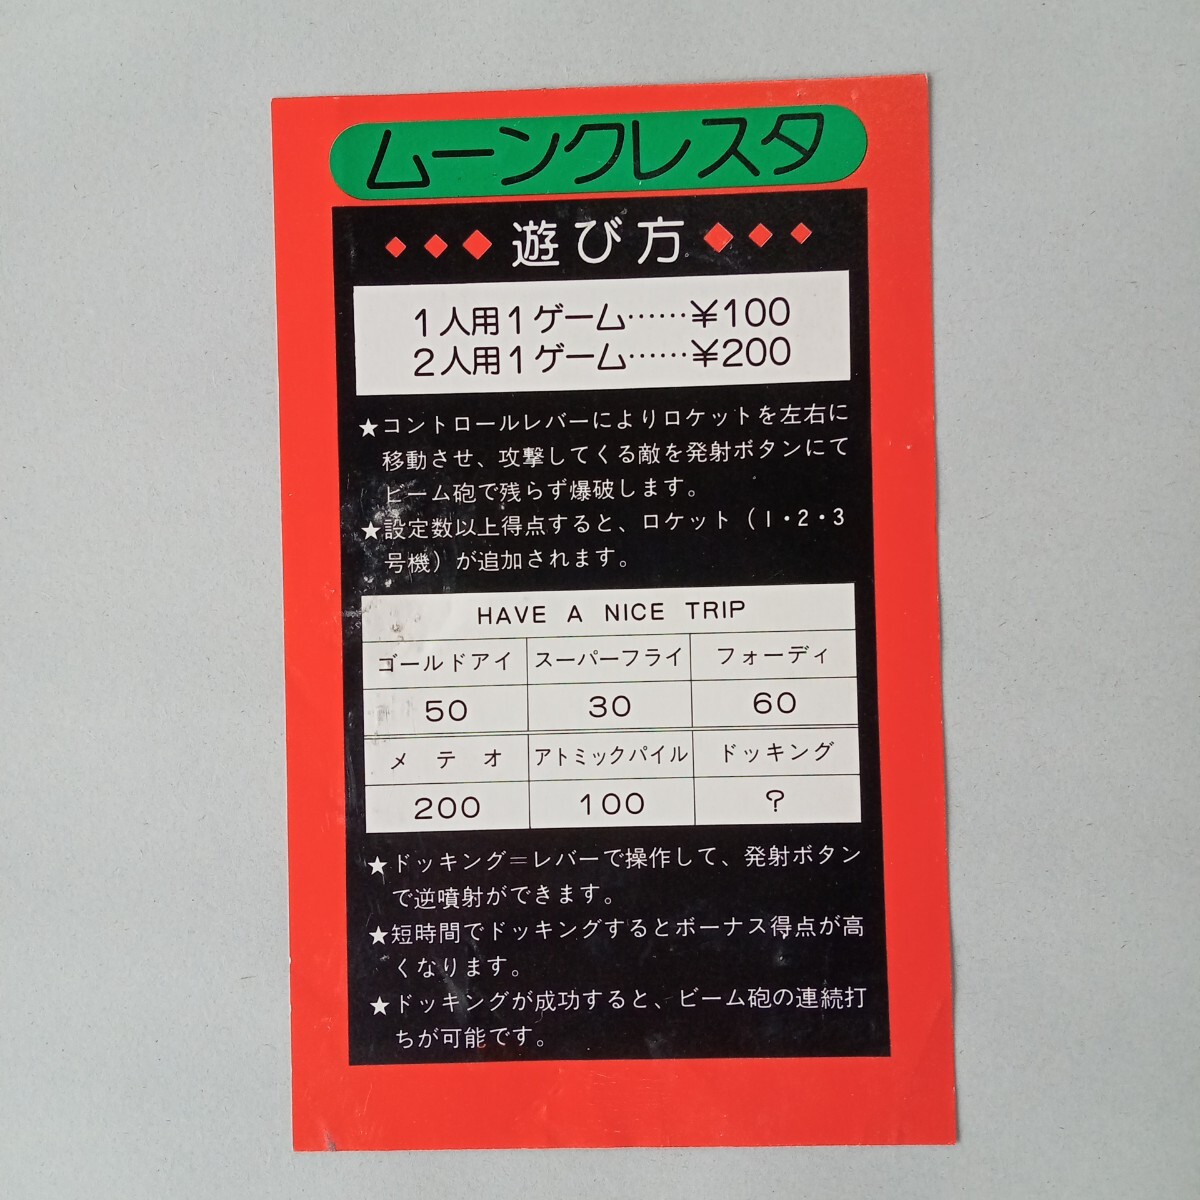 ムーンクレスタ
遊び方
1人用1ゲーム……¥100
2人用1ゲーム……¥200
★コントロールレバーによりロケットを左右に
移動させ、攻撃してくる敵を発射ボタンにて
ビーム砲で残らず爆破します。
★設定数以上得点すると、ロケット（1・2・3
号機）が追加されます。
HAVE A NICE TRIP
ゴールドアイ スーパーフライ フォーディ
50 30 60
メテオ アトミックパイル ドッキング
200 100 ?
★ドッキング＝レバーで操作して、発射ボタン
で逆噴射ができます。
★短時間でドッキングするとボーナス得点が高
くなります。
★ドッキングが成功すると、ビーム砲の連続打
ちが可能です。